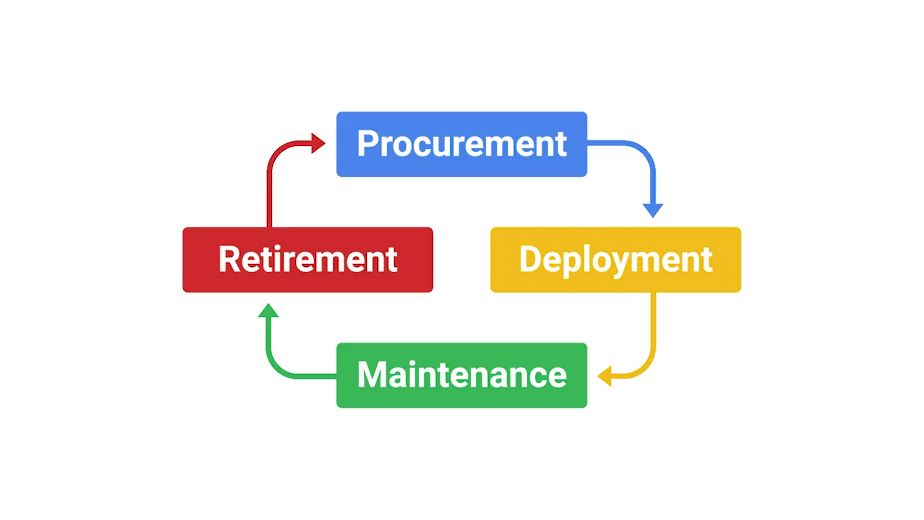 Procurement
Retirement
Deployment
Maintenance